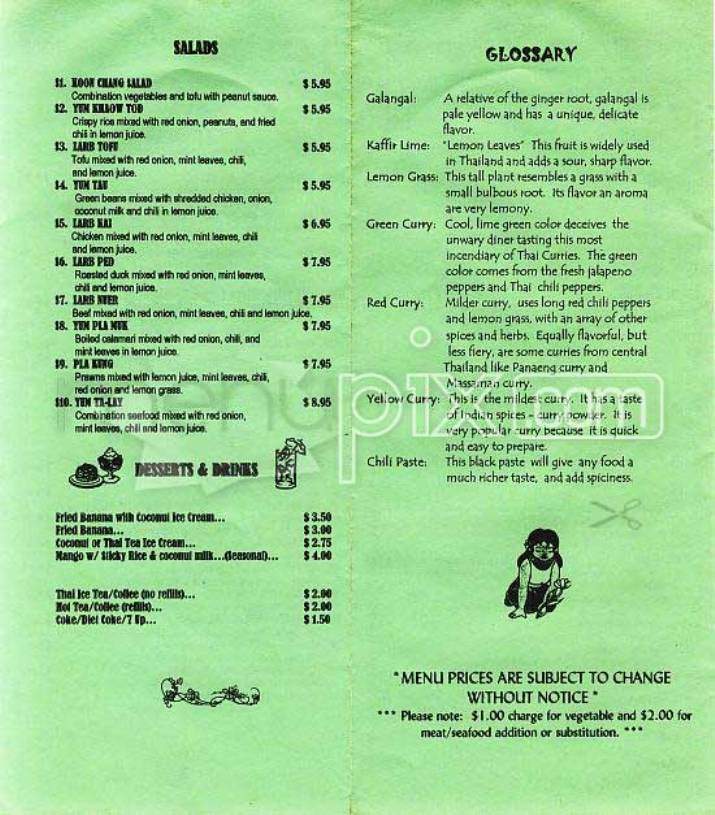 SALADS
S1. KOON CHANG SALAD $ 5.95
Combination vegetables and tofu with peanut sauce.
S2. YUM KHAOW TOD $ 5.95
Crispy rice mixed with red onion, peanuts, and fried
chili in lemon juice.
S3. LARB TOFU $ 5.95
Tofu mixed with red onion, mint leaves, chili,
and lemon juice.
S4. YUM TAU $ 5.95
Green beans mixed with shredded chicken, onion,
coconut milk and chili in lemon juice.
S5. LARB KAI $ 6.95
Chicken mixed with red onion, mint leaves, chili
and lemon juice.
S6. LARB PED $ 7.95
Roasted duck mixed with red onion, mint leaves,
chili and lemon juice.
S7. LARB NUER $ 7.95
Beef mixed with red onion, mint leaves, chili and lemon juice.
S8. YUM PLA MUK $ 7.95
Boiled calamari mixed with red onion, chili, and
mint leaves in lemon juice.
S9. PLA KUNG $ 7.95
Prawns mixed with lemon juice, mint leaves, chili,
red onion and lemon grass.
S10. YUM TA-LAY $ 8.95
Combination seafood mixed with red onion,
mint leaves, chili and lemon juice.
DESSERTS & DRINKS
Fried Banana with Coconut Ice Cream... $ 3.50
Fried Banana... $ 3.00
Coconut or Thai Tea Ice Cream... $ 2.75
Mango w/ Sticky Rice & coconut milk...(Seasonal)... $ 4.00
Thai Ice Tea/Coffee (no refills)... $ 2.00
Hot Tea/Coffee (refills)... $ 2.00
Coke/Diet Coke/7 Up... $ 1.50
GLOSSARY
Galangal: A relative of the ginger root, galangal is
pale yellow and has a unique, delicate
flavor.
Kaffir Lime: "Lemon Leaves" This fruit is widely used
in Thailand and adds a sour, sharp flavor.
Lemon Grass: This tall plant resembles a grass with a
small bulbous root. Its flavor an aroma
are very lemony.
Green Curry: Cool, lime green color deceives the
unwary diner tasting this most
incendiary of Thai Curries. The green
color comes from the fresh jalapeno
peppers and Thai chili peppers.
Red Curry: Milder curry, uses long red chili peppers
and lemon grass, with an array of other
spices and herbs. Equally flavorful, but
less fiery, are some curries from central
Thailand like Panaeng curry and
Massaman curry.
Yellow Curry: This is the mildest curry. It has a taste
of Indian spices - curry powder. It is
very popular curry because it is quick
and easy to prepare.
Chili Paste: This black paste will give any food a
much richer taste, and add spiciness.
* MENU PRICES ARE SUBJECT TO CHANGE
WITHOUT NOTICE *
*** Please note: $1.00 charge for vegetable and $2.00 for
meat/seafood addition or substitution. ***
menupix.com